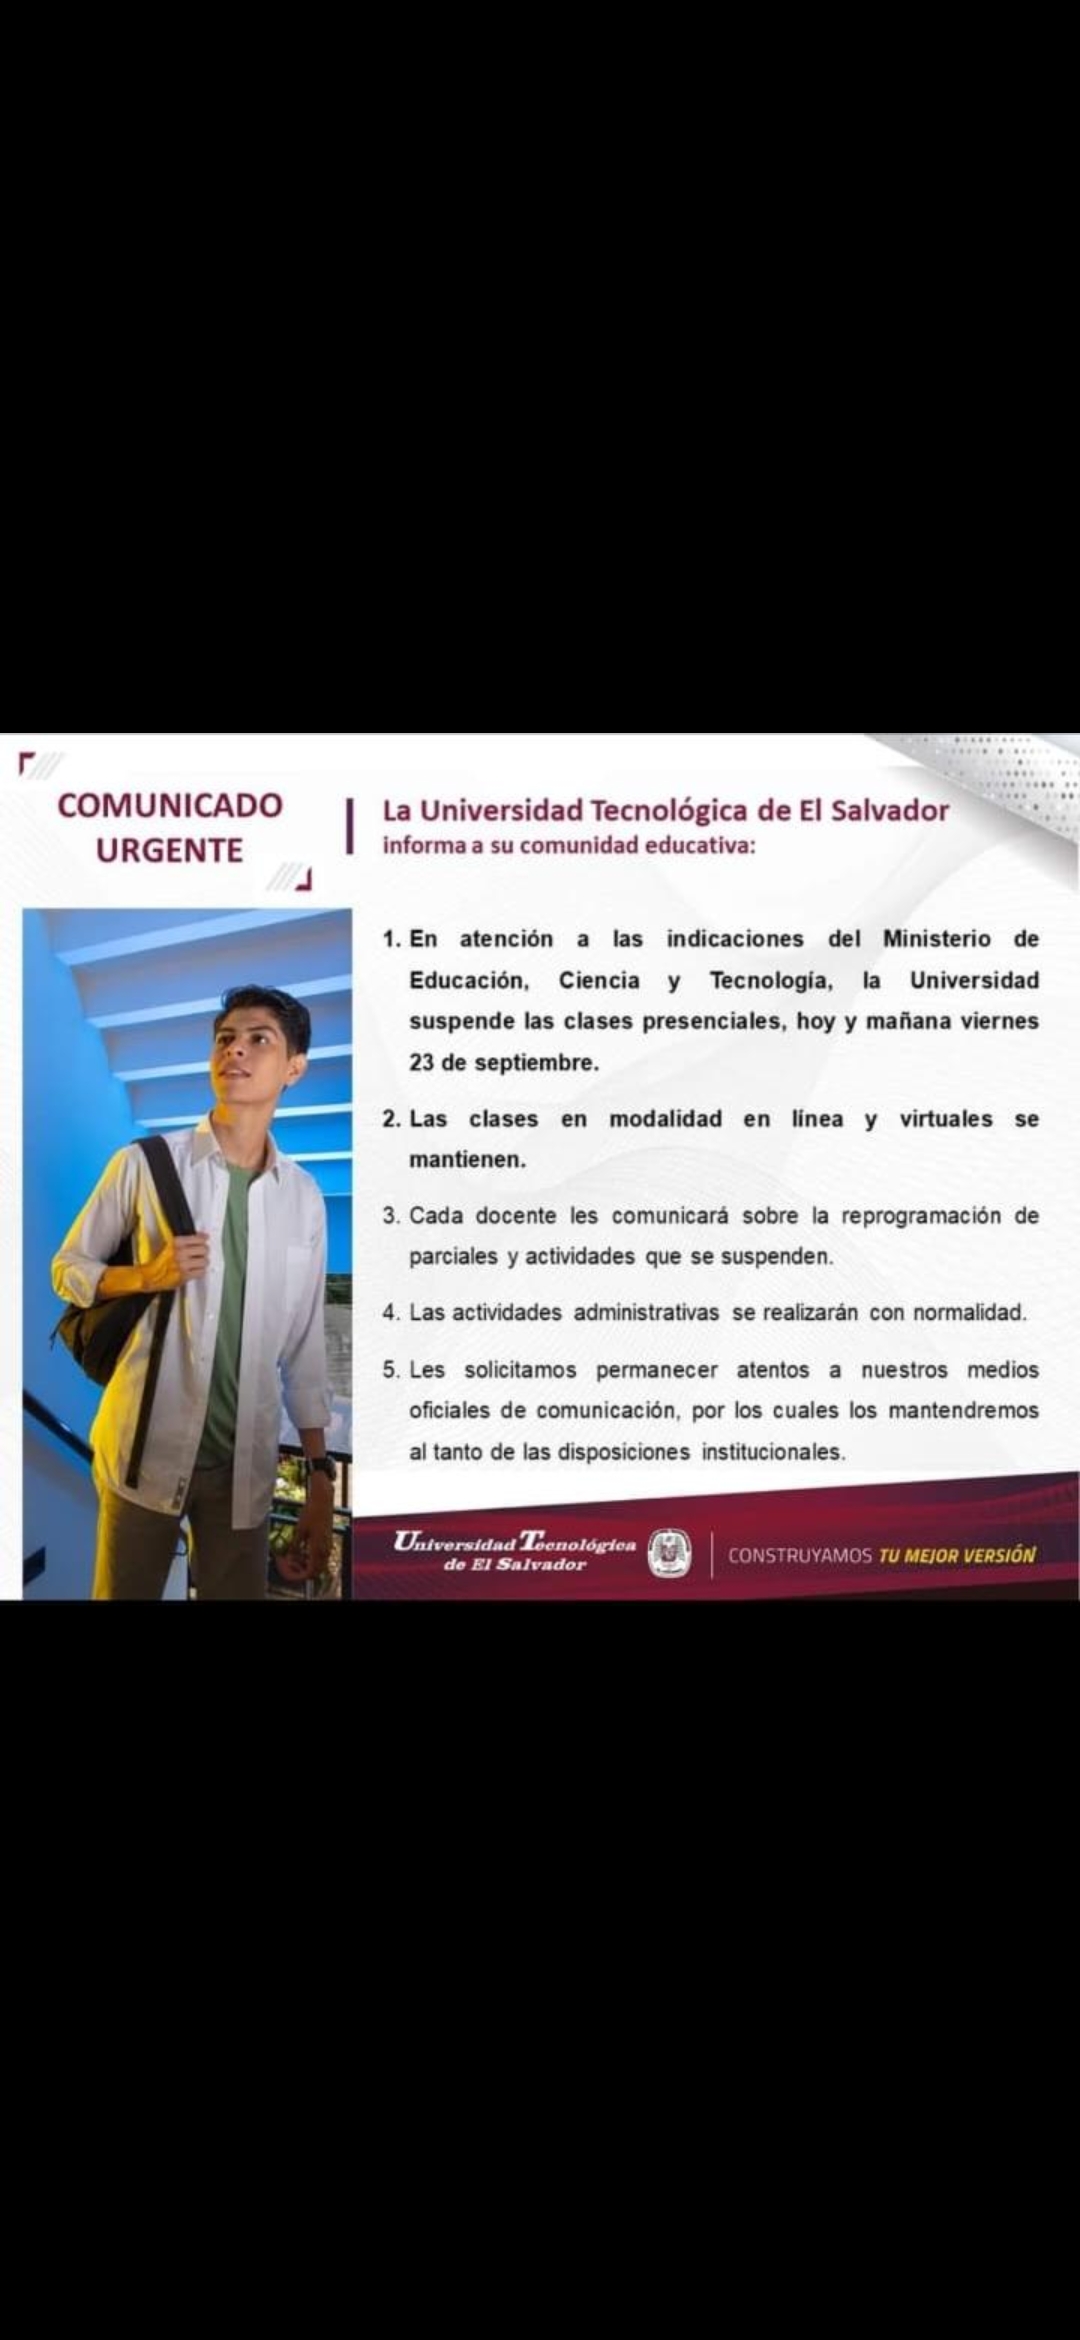 COMUNICADO
URGENTE
La Universidad Tecnológica de El Salvador
informa a su comunidad educativa:
1. En atención a las indicaciones del Ministerio de
Educación, Ciencia y Tecnología, la Universidad
suspende las clases presenciales, hoy y mañana viernes
23 de septiembre.
2. Las clases en modalidad en línea y virtuales se
mantienen.
3. Cada docente les comunicará sobre la reprogramación de
parciales y actividades que se suspenden.
4. Las actividades administrativas se realizarán con normalidad.
5. Les solicitamos permanecer atentos a nuestros medios
oficiales de comunicación, por los cuales los mantendremos
al tanto de las disposiciones institucionales.
Universidad Tecnológica
de El Salvador
CONSTRUYAMOS TU MEJOR VERSIÓN